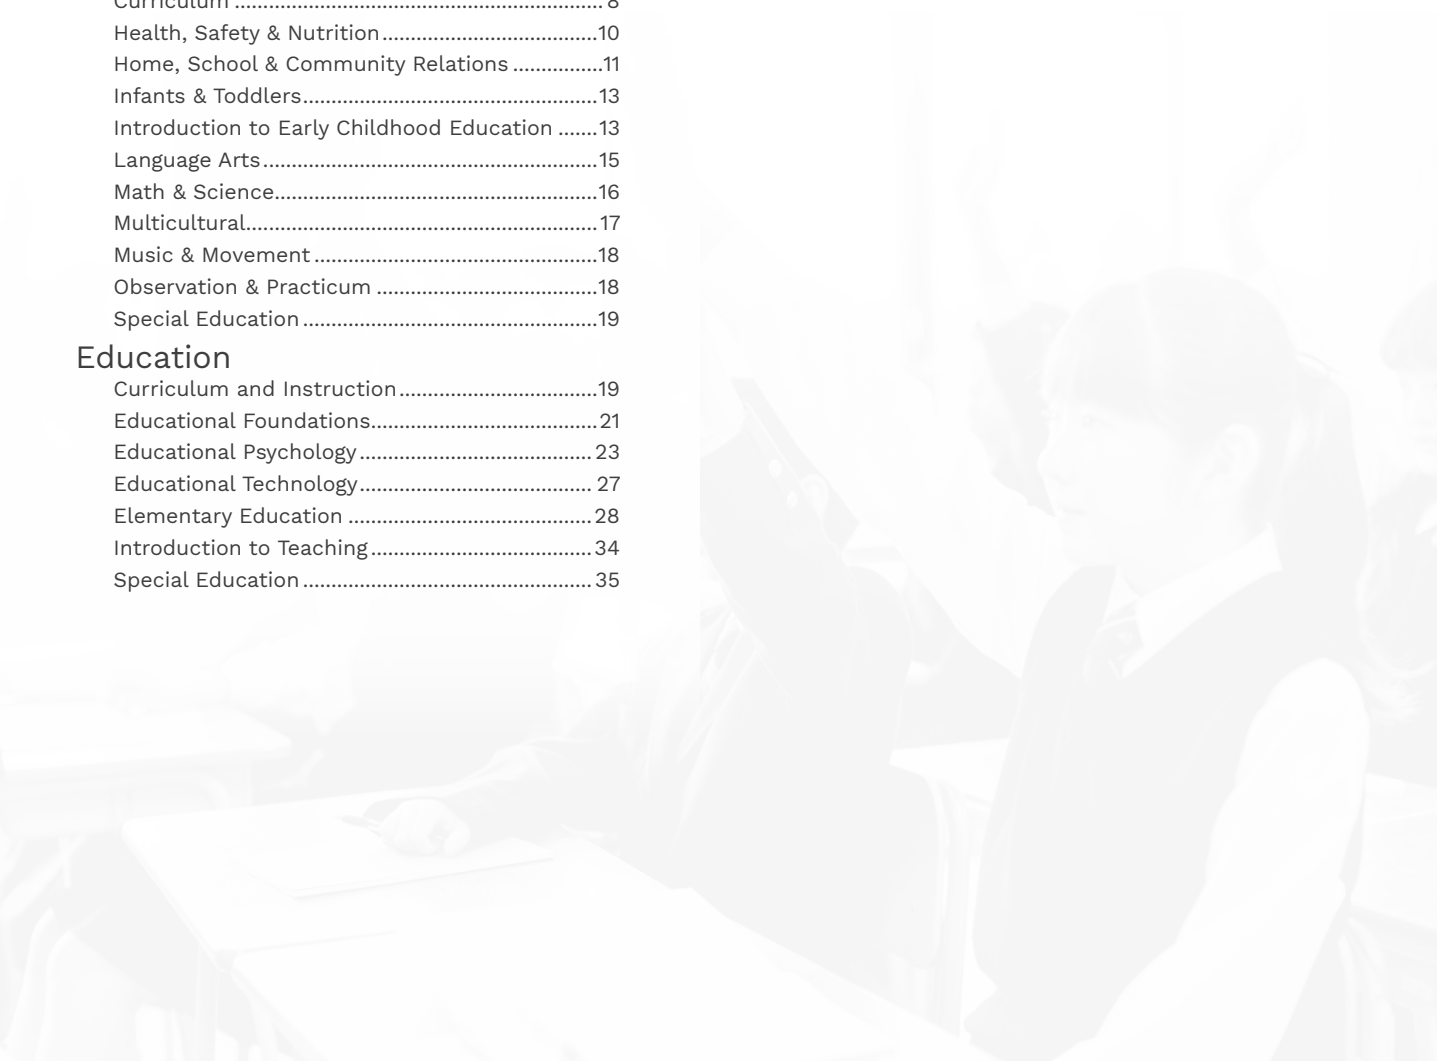 Curriculum ................................................................. 8
Health, Safety & Nutrition......................................10
Home, School & Community Relations ................11
Infants & Toddlers....................................................13
Introduction to Early Childhood Education .......13
Language Arts...........................................................15
Math & Science.........................................................16
Multicultural.............................................................. 17
Music & Movement ..................................................18
Observation & Practicum .......................................18
Special Education ....................................................19
Education
Curriculum and Instruction...................................19
Educational Foundations........................................21
Educational Psychology ......................................... 23
Educational Technology......................................... 27
Elementary Education ........................................... 28
Introduction to Teaching ....................................... 34
Special Education ................................................... 35